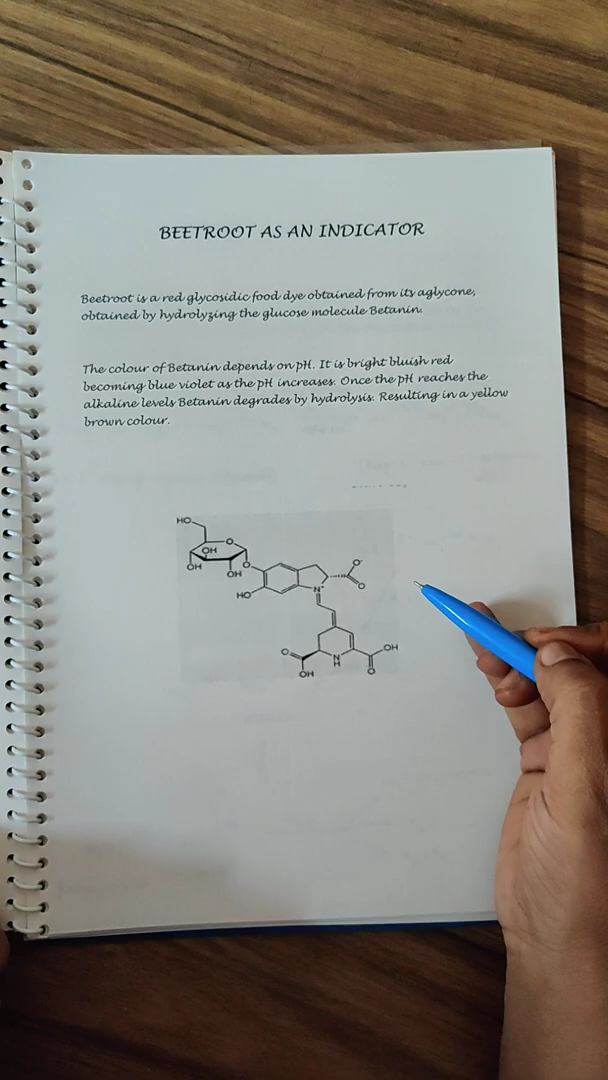 BEETROOT AS AN INDICATOR
Beetroot is a red glycosidic food dye obtained from its aglycone,
obtained by hydrolyzing the glucose molecule Betanin.
The colour of Betanin depends on pH. It is bright bluish red
becoming blue violet as the pH increases. Once the pH reaches the
alkaline levels Betanin degrades by hydrolysis. Resulting in a yellow
brown colour.
HO
O
OH
OH
OH
O
O-
O
HO
N+
O
OH
N
H
OH
O